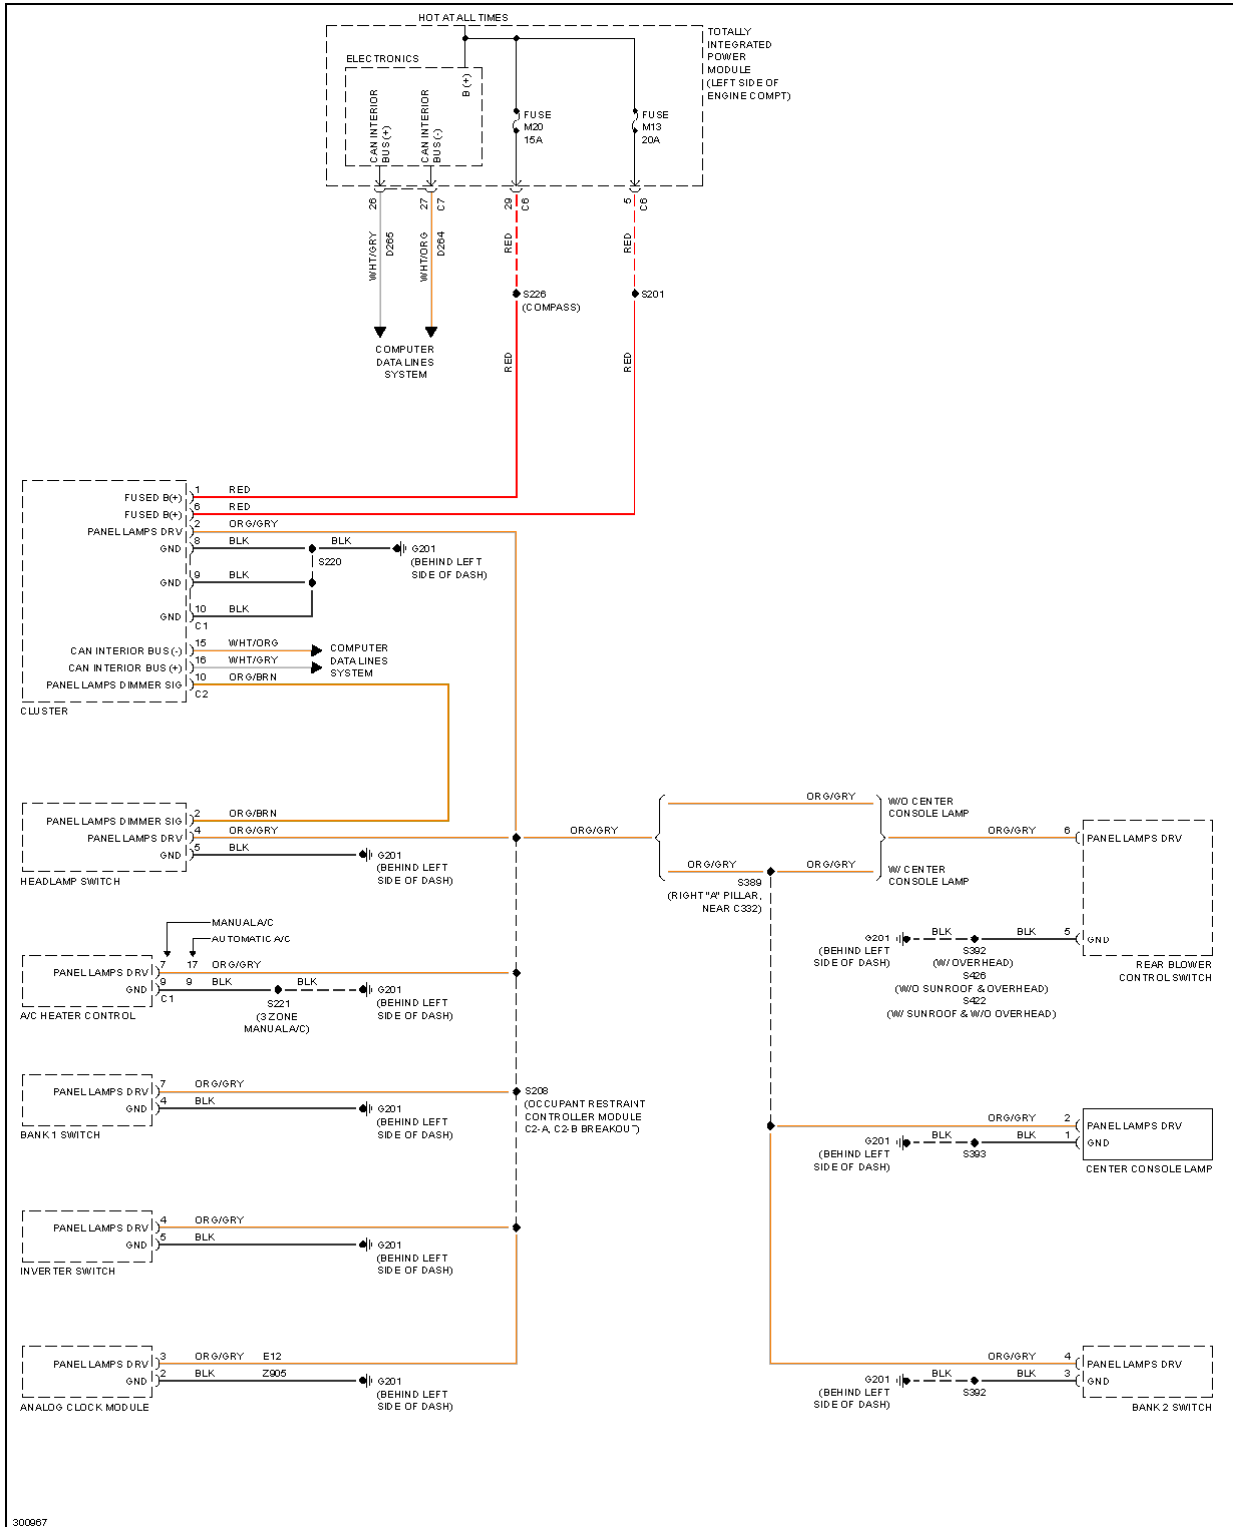 HOT AT ALL TIMES
TOTALLY
INTEGRATED
POWER
MODULE
(LEFT SIDE OF
ENGINE COMPT)
ELECTRONICS
B (+)
CAN INTERIOR
BUS (+)
CAN INTERIOR
BUS (-)
FUSE
M20
15A
FUSE
M13
20A
26
27
C7
29
C6
5
C6
WHT/GRY
D265
WHT/ORG
D264
RED
RED
S226
(COMPASS)
S201
COMPUTER
DATA LINES
SYSTEM
RED
RED
FUSED B(+)
1
RED
FUSED B(+)
6
RED
PANEL LAMPS DRV
2
ORG/GRY
GND
8
BLK
BLK
S220
G201
(BEHIND LEFT
SIDE OF DASH)
GND
9
BLK
GND
10
BLK
C1
CAN INTERIOR BUS (-)
15
WHT/ORG
CAN INTERIOR BUS (+)
16
WHT/GRY
COMPUTER
DATA LINES
SYSTEM
PANEL LAMPS DIMMER SIG
10
ORG/BRN
C2
CLUSTER
PANEL LAMPS DIMMER SIG
2
ORG/BRN
PANEL LAMPS DRV
4
ORG/GRY
GND
5
BLK
G201
(BEHIND LEFT
SIDE OF DASH)
HEADLAMP SWITCH
ORG/GRY
ORG/GRY
W/O CENTER
CONSOLE LAMP
ORG/GRY
ORG/GRY
W/ CENTER
CONSOLE LAMP
S389
(RIGHT "A" PILLAR,
NEAR C332)
ORG/GRY
6
PANEL LAMPS DRV
G201
(BEHIND LEFT
SIDE OF DASH)
BLK
BLK
5
GND
S392
(W/ OVERHEAD)
S426
(W/O SUNROOF & OVERHEAD)
S422
(W/ SUNROOF & W/O OVERHEAD)
REAR BLOWER
CONTROL SWITCH
MANUAL A/C
AUTOMATIC A/C
PANEL LAMPS DRV
7
17
ORG/GRY
GND
9
9
BLK
BLK
C1
S221
(3 ZONE
MANUAL A/C)
G201
(BEHIND LEFT
SIDE OF DASH)
A/C HEATER CONTROL
PANEL LAMPS DRV
7
ORG/GRY
GND
4
BLK
G201
(BEHIND LEFT
SIDE OF DASH)
BANK 1 SWITCH
S208
(OCCUPANT RESTRAINT
CONTROLLER MODULE
C2-A, C2-B BREAKOUT)
ORG/GRY
2
PANEL LAMPS DRV
G201
(BEHIND LEFT
SIDE OF DASH)
BLK
S393
BLK
1
GND
CENTER CONSOLE LAMP
PANEL LAMPS DRV
4
ORG/GRY
GND
5
BLK
G201
(BEHIND LEFT
SIDE OF DASH)
INVERTER SWITCH
PANEL LAMPS DRV
3
ORG/GRY
E12
GND
2
BLK
Z905
G201
(BEHIND LEFT
SIDE OF DASH)
ANALOG CLOCK MODULE
ORG/GRY
4
PANEL LAMPS DRV
G201
(BEHIND LEFT
SIDE OF DASH)
BLK
S392
BLK
3
GND
BANK 2 SWITCH
300967